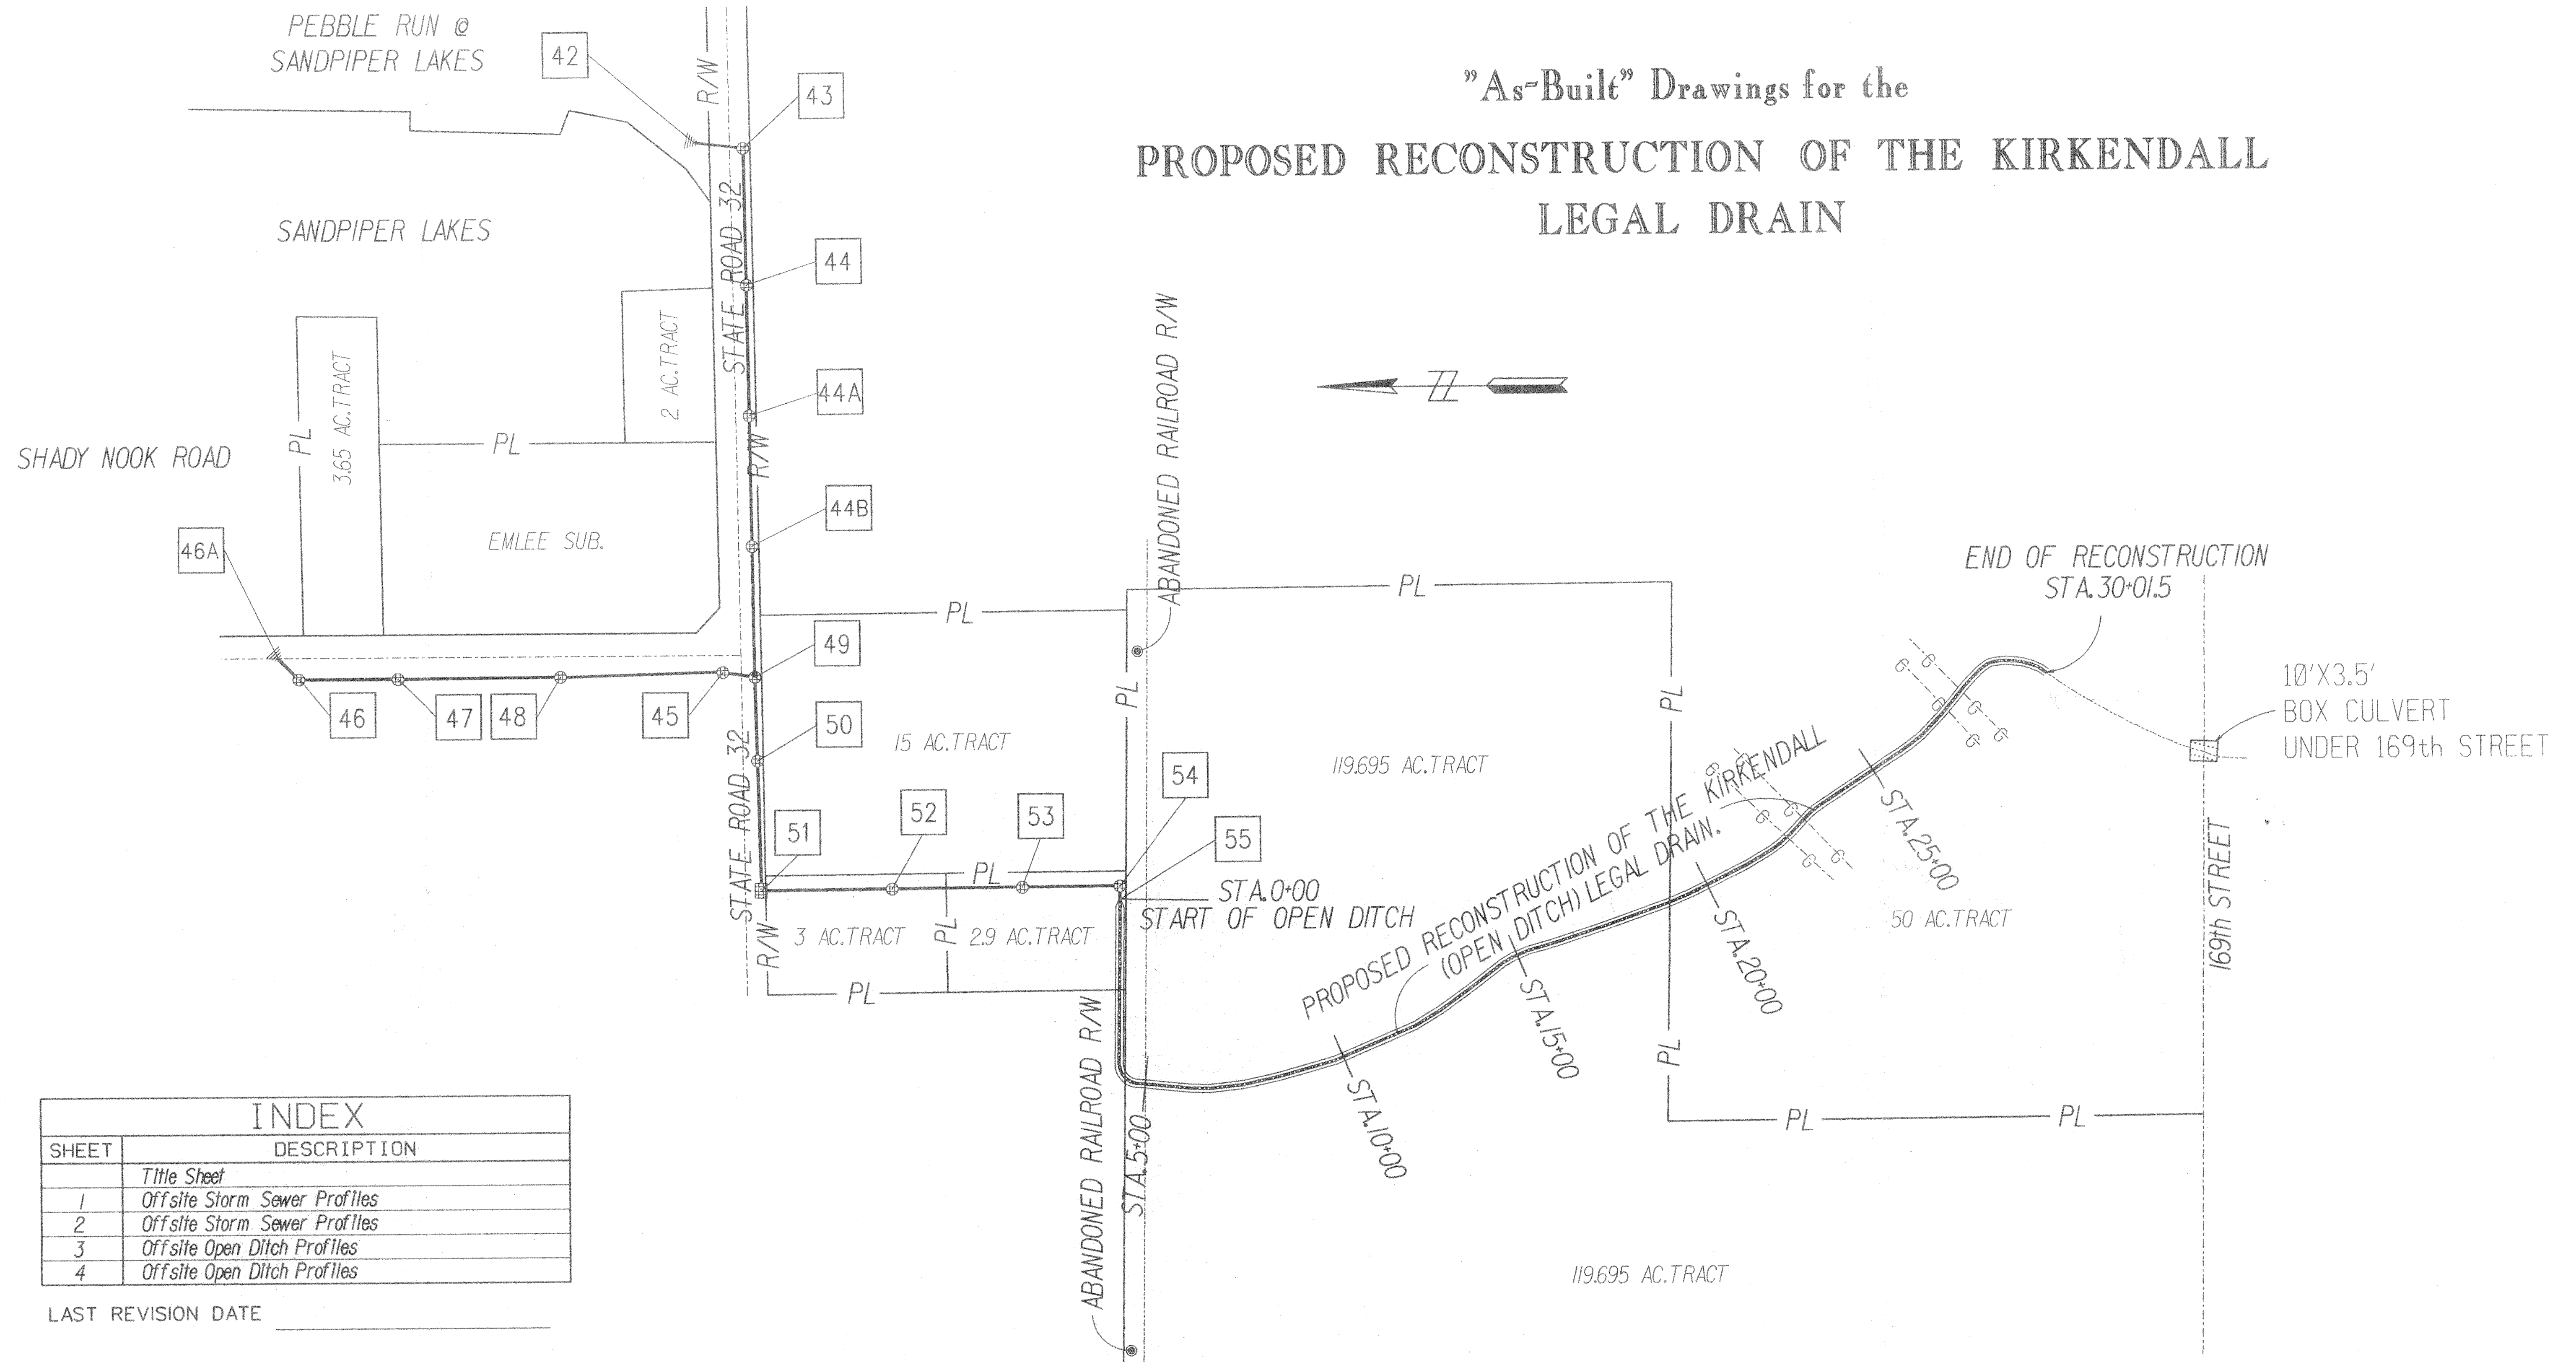 PEBBLE RUN @
SANDPIPER LAKES
42
43
R/W
"As-Built" Drawings for the
PROPOSED RECONSTRUCTION OF THE KIRKENDALL
LEGAL DRAIN
SANDPIPER LAKES
STATE ROAD 32
44
2 AC.TRACT
3.65 AC.TRACT
44A
R/W
ABANDONED RAILROAD R/W
PL
PL
SHADY NOOK ROAD
44B
46A
EMLEE SUB.
PL
PL
END OF RECONSTRUCTION
STA.30+01.5
49
46
47
48
45
50
PL
PL
15 AC.TRACT
119.695 AC.TRACT
10'X3.5'
BOX CULVERT
UNDER 169th STREET
G
G
G
G
G
G
G
G
G
G
G
G
STATE ROAD 32
51
52
53
54
55
PL
STA.0+00
START OF OPEN DITCH
3 AC.TRACT
PL
2.9 AC.TRACT
R/W
PL
PROPOSED RECONSTRUCTION OF THE KIRKENDALL
(OPEN DITCH) LEGAL DRAIN.
STA.25+00
STA.20+00
STA.15+00
STA.10+00
STA.5+00
50 AC.TRACT
169th STREET
PL
PL
PL
ABANDONED RAILROAD R/W
119.695 AC.TRACT
INDEX
SHEET DESCRIPTION
Title Sheet
1 Offsite Storm Sewer Profiles
2 Offsite Storm Sewer Profiles
3 Offsite Open Ditch Profiles
4 Offsite Open Ditch Profiles
LAST REVISION DATE